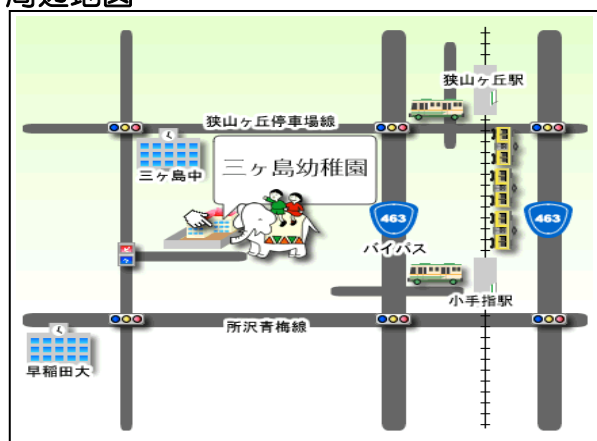 周辺地図
狭山ヶ丘駅
狭山ヶ丘停車場線
三ヶ島幼稚園
三ヶ島中
463
463
バイパス
小手指駅
所沢青梅線
早稲田大